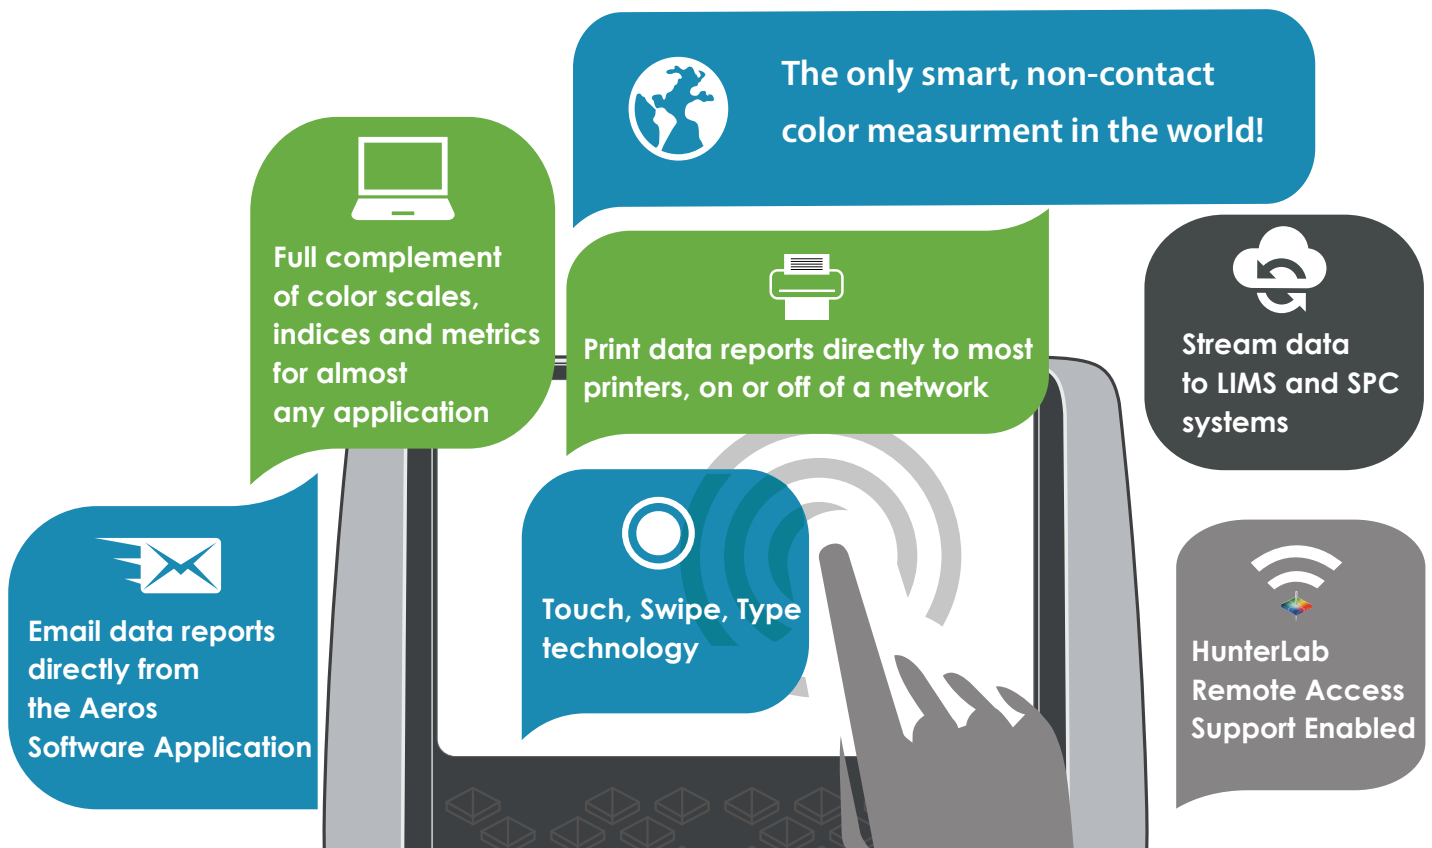 The only smart, non-contact
color measurment in the world!
Full complement
of color scales,
indices and metrics
for almost
any application
Print data reports directly to most
printers, on or off of a network
Stream data
to LIMS and SPC
systems
Email data reports
directly from
the Aeros
Software Application
Touch, Swipe, Type
technology
HunterLab
Remote Access
Support Enabled